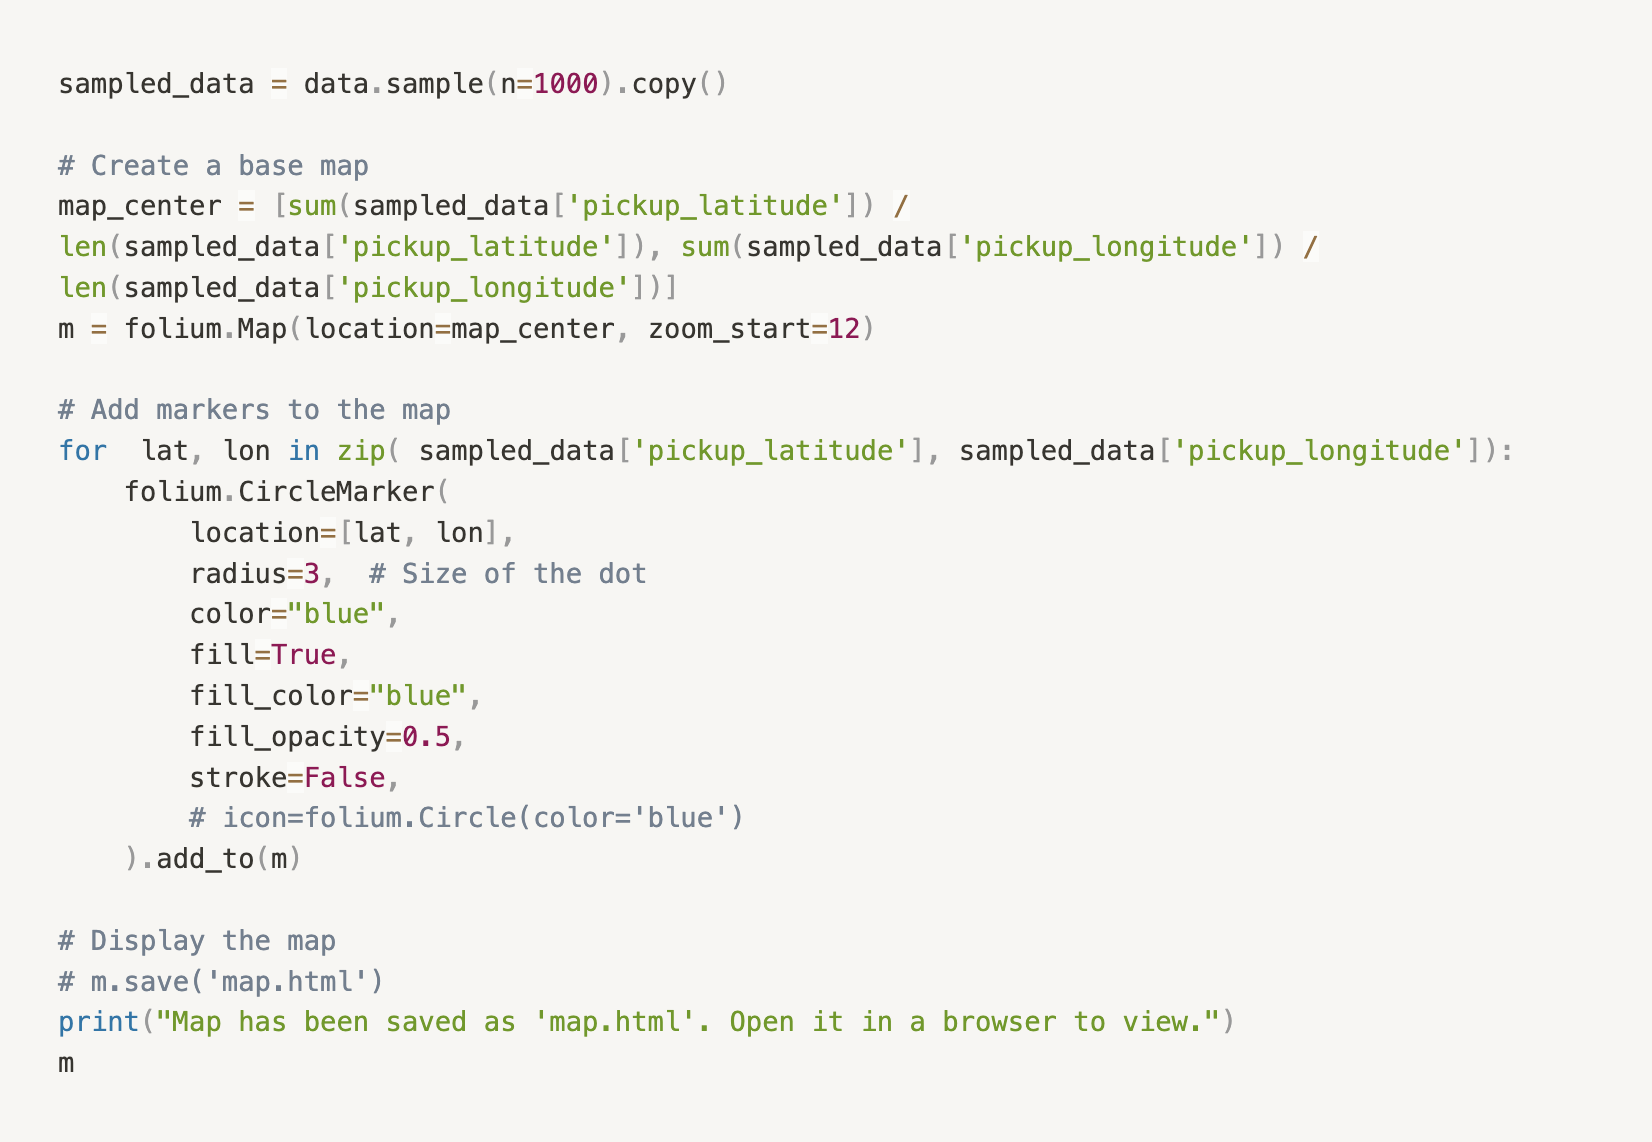 sampled_data = data.sample(n=1000).copy()
# Create a base map
map_center = [sum(sampled_data['pickup_latitude']) /
len(sampled_data['pickup_latitude']), sum(sampled_data['pickup_longitude']) /
len(sampled_data['pickup_longitude'])]
m = folium.Map(location=map_center, zoom_start=12)
# Add markers to the map
for  lat, lon in zip( sampled_data['pickup_latitude'], sampled_data['pickup_longitude']):
    folium.CircleMarker(
        location=[lat, lon],
        radius=3,  # Size of the dot
        color="blue",
        fill=True,
        fill_color="blue",
        fill_opacity=0.5,
        stroke=False,
        # icon=folium.Circle(color='blue')
    ).add_to(m)
# Display the map
# m.save('map.html')
print("Map has been saved as 'map.html'. Open it in a browser to view.")
m